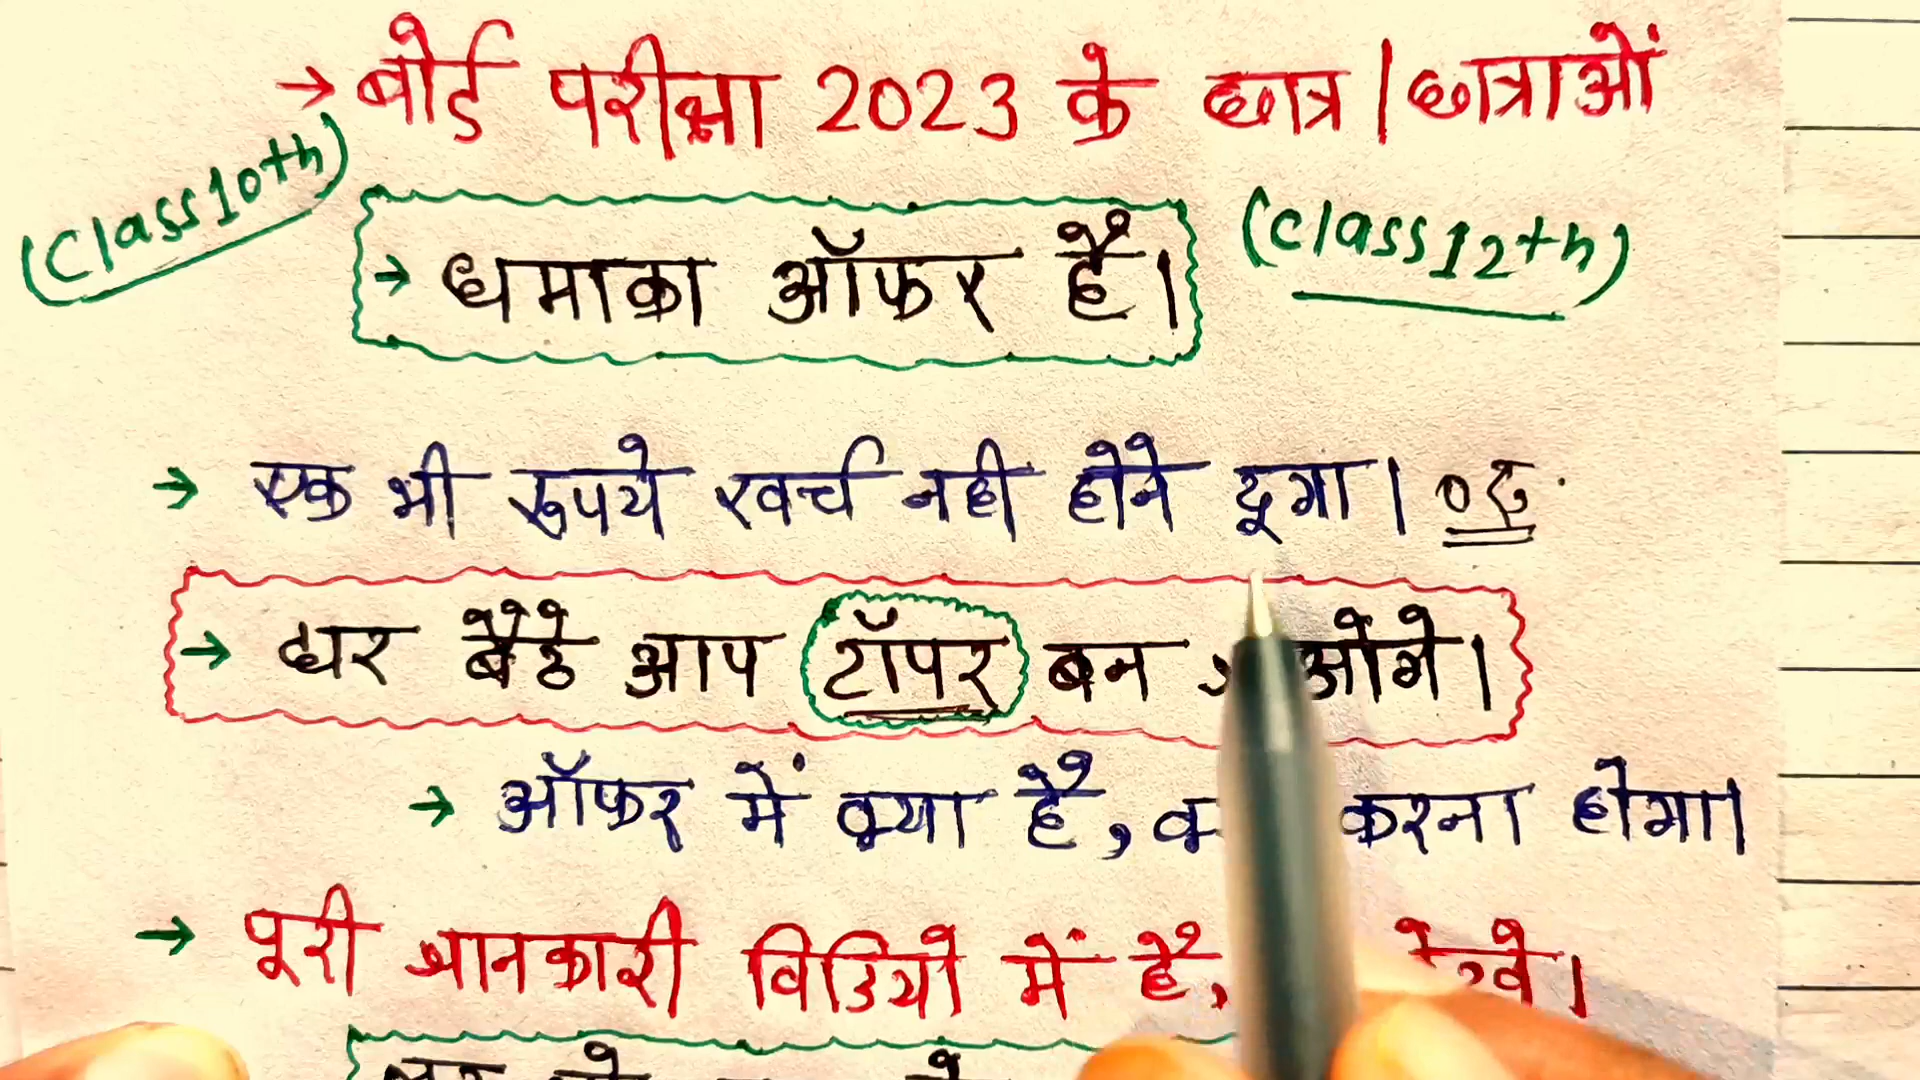 → बोर्ड परीक्षा 2023 के छात्र | छात्राओं
(Class 10th)
→ धमाका ऑफर है।
(Class 12th)
→ एक भी रूपये खर्च नही होने दूगा। ०रु.
→ घर बैठे आप टॉपर बन ओगे।
→ ऑफर में क्या है, करना होगा।
→ पूरी जानकारी विडियो में है,